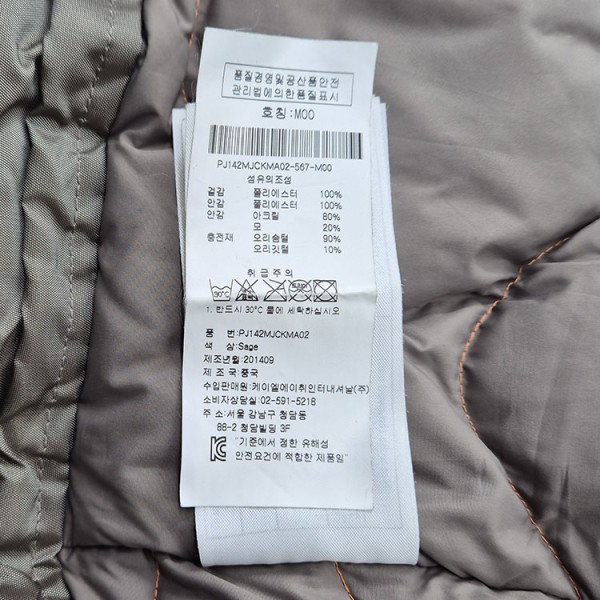 품질경영및공산품안전
관리법에의한품질표시
호칭:M00
PJ142MJCKMA02-567-M00
섬유의조성
겉감 폴리에스터 100%
안감 폴리에스터 100%
안감 아크릴 80%
모 20%
충전재 오리솜털 90%
오리깃털 10%
취급주의
30°C
1. 반드시 30°C 물에 세탁하십시오
품 번:PJ142MJCKMA02
색 상:Sage
제조년월:201409
제 조 국:중국
수입판매원:케이엘에이취인터내셔날(주)
소비자상담실:02-591-5218
주 소:서울 강남구 청담동
88-2 청담빌딩 3F
"기준에서 정한 유해성
안전요건에 적합한 제품임"